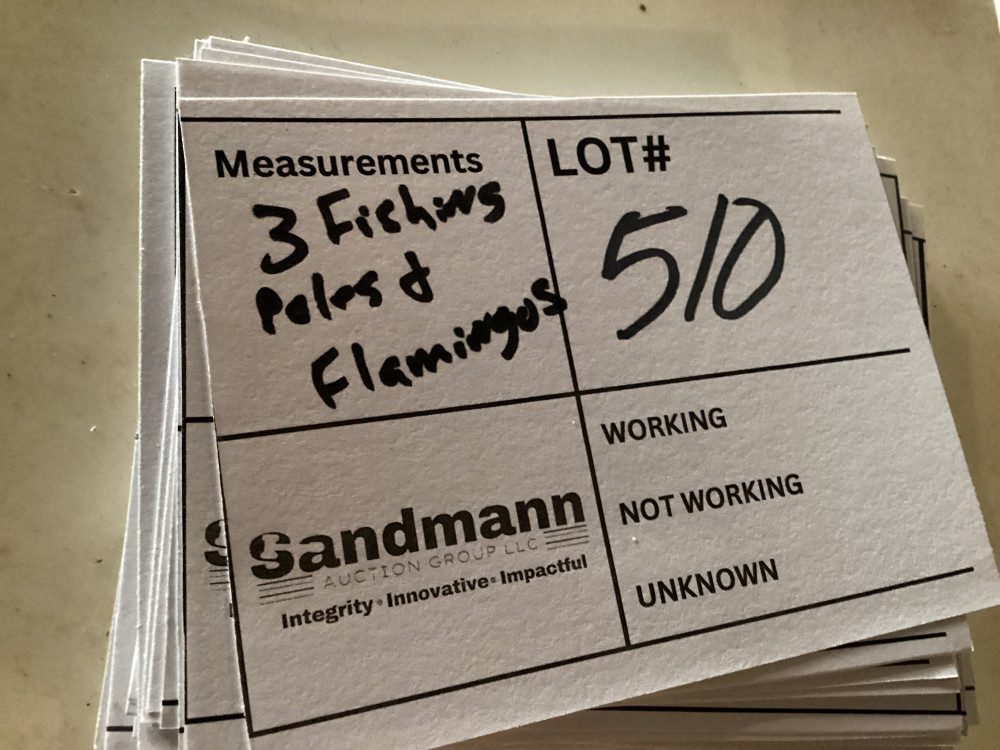 Measurements
3 Fishing
Poles &
Flamingos
LOT#
510
Sandmann
AUCTION GROUP LLC
Integrity • Innovative • Impactful
WORKING
NOT WORKING
UNKNOWN
S